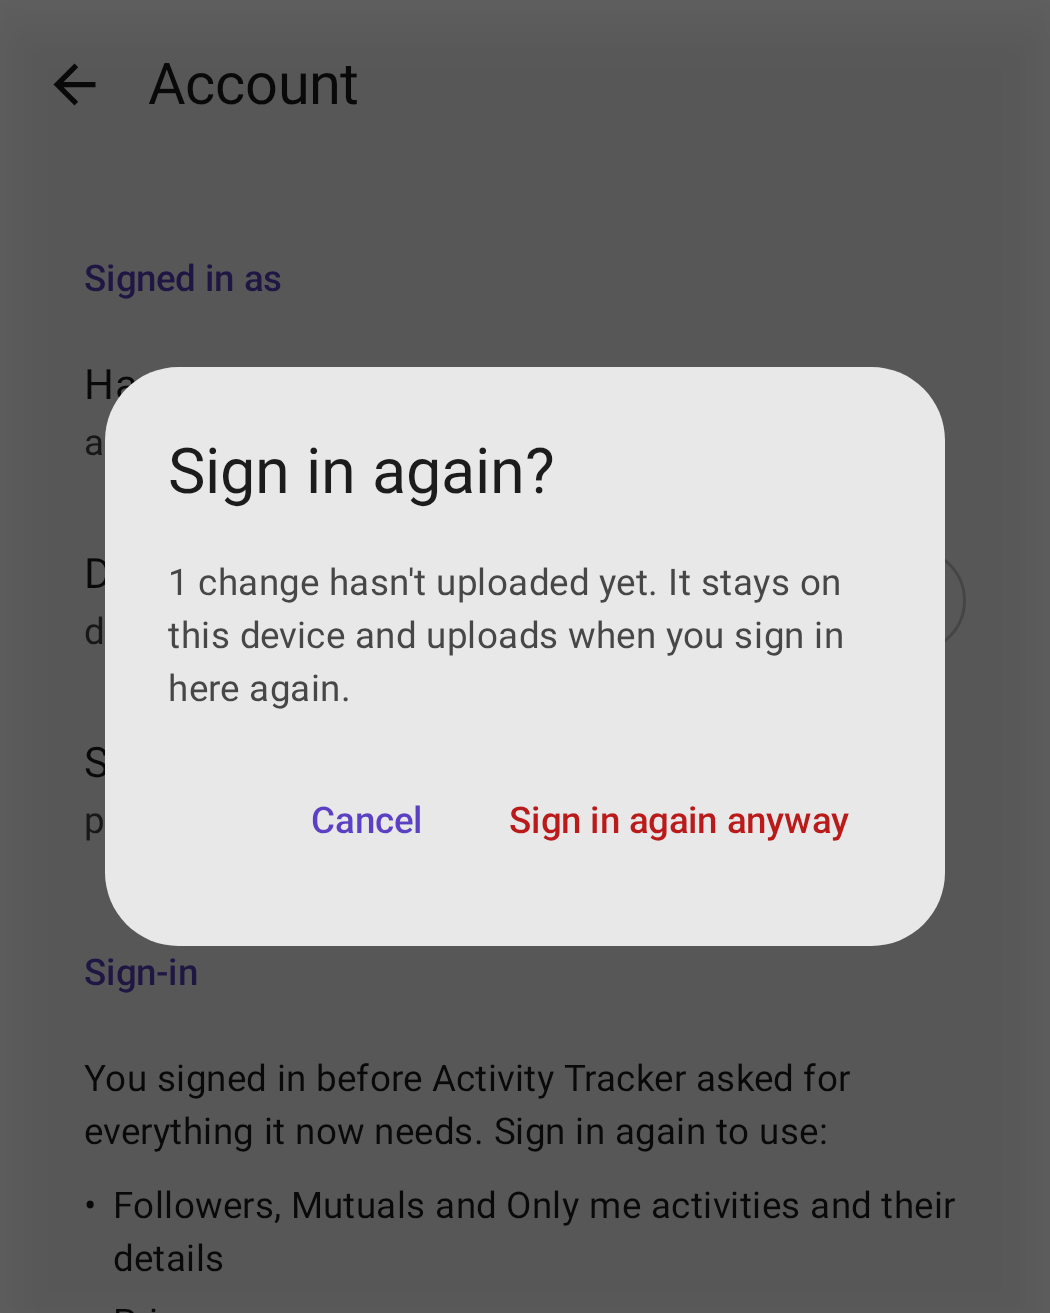 Account
Signed in as
Sign in again?
1 change hasn't uploaded yet. It stays on
this device and uploads when you sign in
here again.
Cancel
Sign in again anyway
Sign-in
You signed in before Activity Tracker asked for
everything it now needs. Sign in again to use:
• Followers, Mutuals and Only me activities and their
details